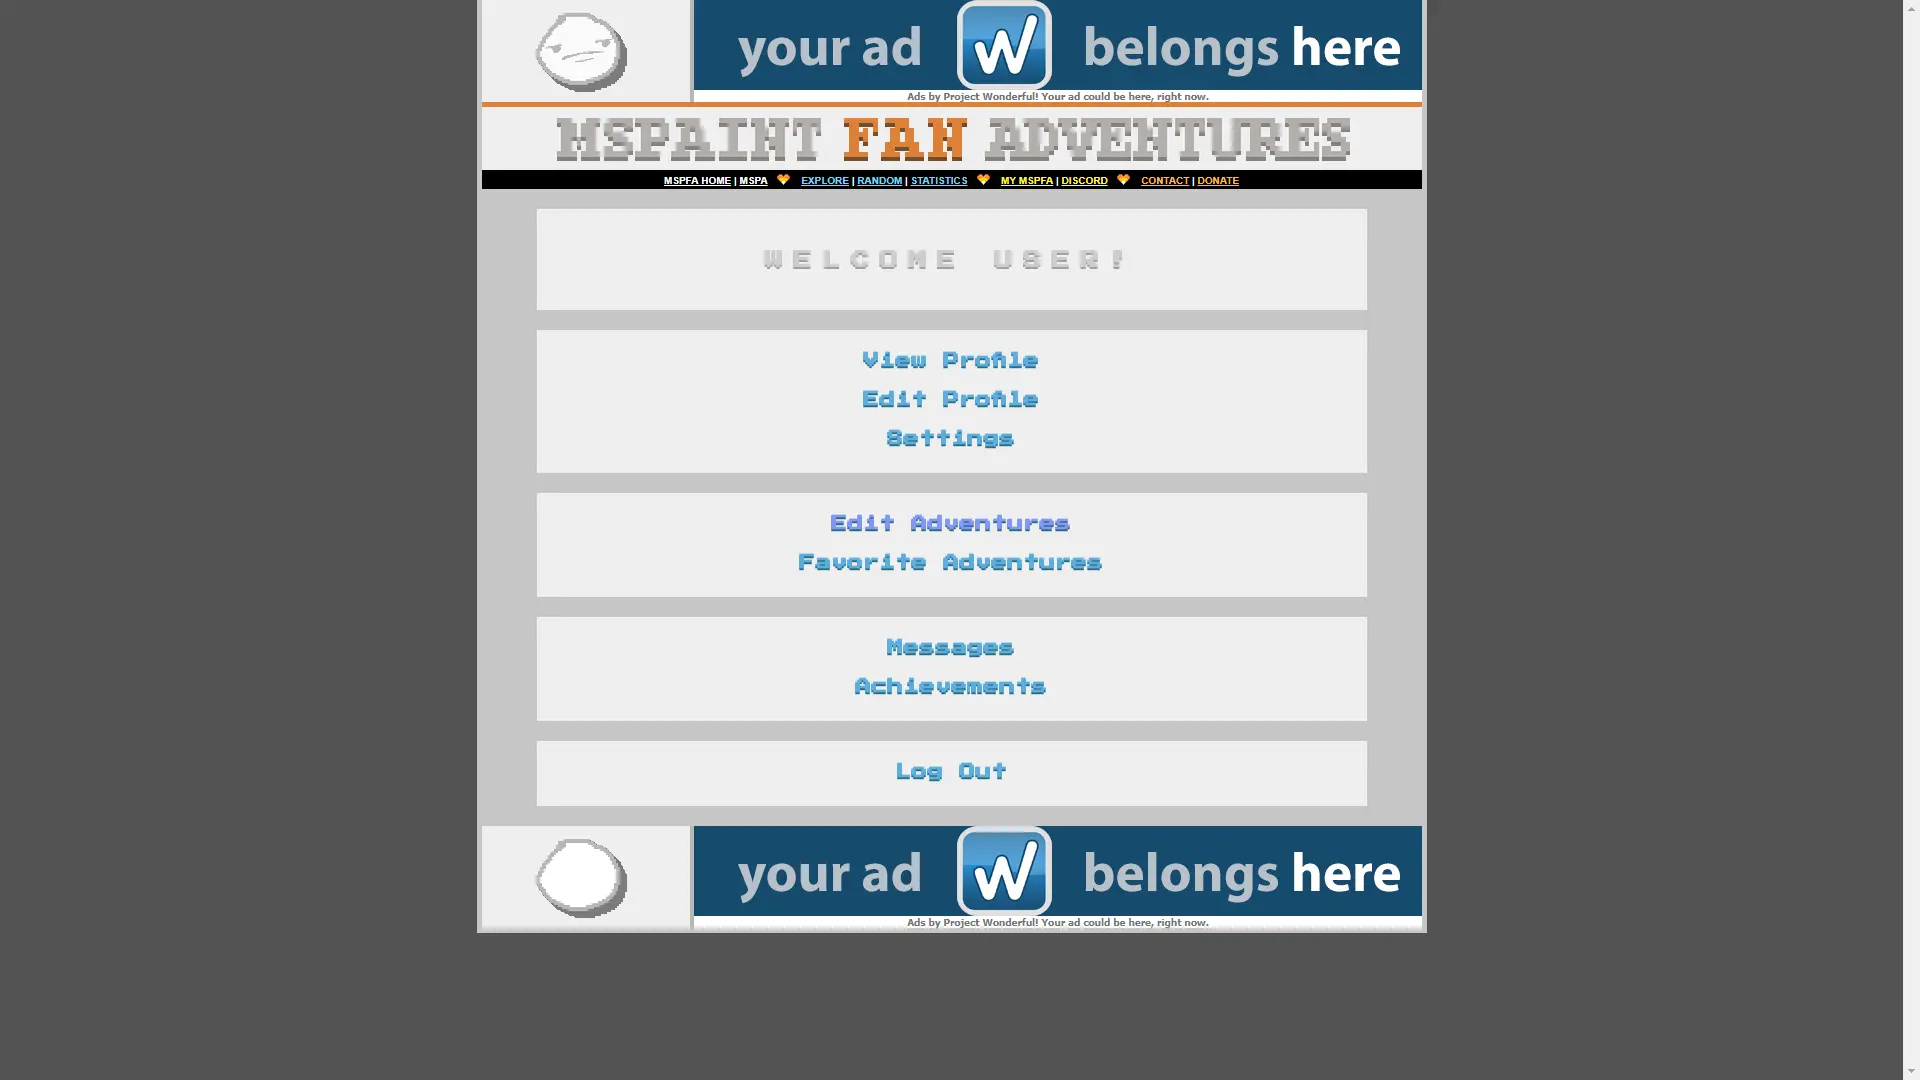 your ad W belongs here
Ads by Project Wonderful! Your ad could be here, right now.
MSPAINT FAN ADVENTURES
MSPFA HOME | MSPA EXPLORE | RANDOM | STATISTICS MY MSPFA | DISCORD CONTACT | DONATE
WELCOME USER!
View Profile
Edit Profile
Settings
Edit Adventures
Favorite Adventures
Messages
Achievements
Log Out
your ad W belongs here
Ads by Project Wonderful! Your ad could be here, right now.